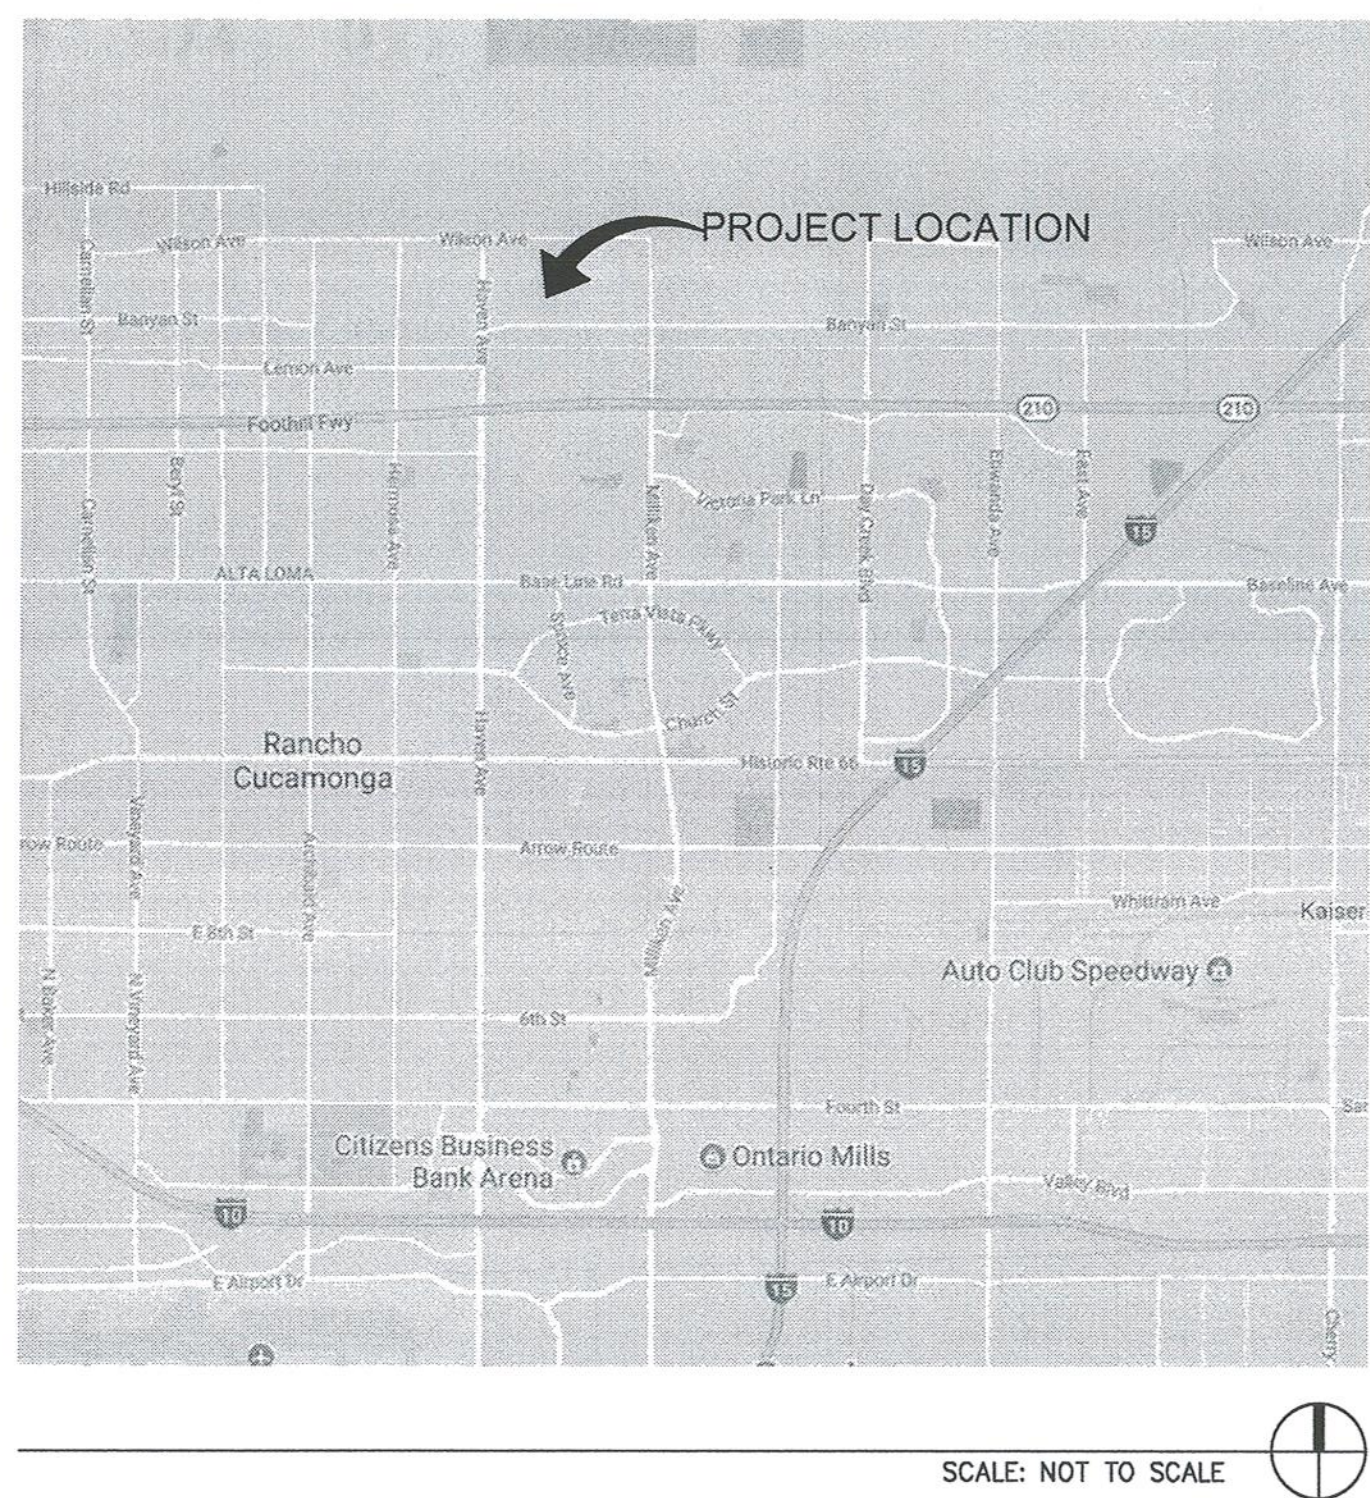 Hillside Rd
Wilson Ave
Wilson Ave
PROJECT LOCATION
Wilson Ave
Carnelian St
Haven Ave
Banyan St
Banyan St
Lemon Ave
210
210
Foothill Fwy
Beryl St
Carnelian St
Hermosa Ave
Milliken Ave
Victoria Park Ln
Day Creek Blvd
Etiwanda Ave
East Ave
15
ALTA LOMA
Base Line Rd
Baseline Ave
Spruce Ave
Terra Vista Pkwy
Church St
Haven Ave
Rancho
Cucamonga
Historic Rte 66
15
Vineyard Ave
Archibald Ave
row Route
Arrow Route
Milliken Ave
Whittram Ave
Kaiser
E 8th St
Auto Club Speedway
N Baker Ave
N Vineyard Ave
6th St
Fourth St
San
Citizens Business
Bank Arena
Ontario Mills
Valley Blvd
10
10
E Airport Dr
15
E Airport Dr
Cherry
SCALE: NOT TO SCALE